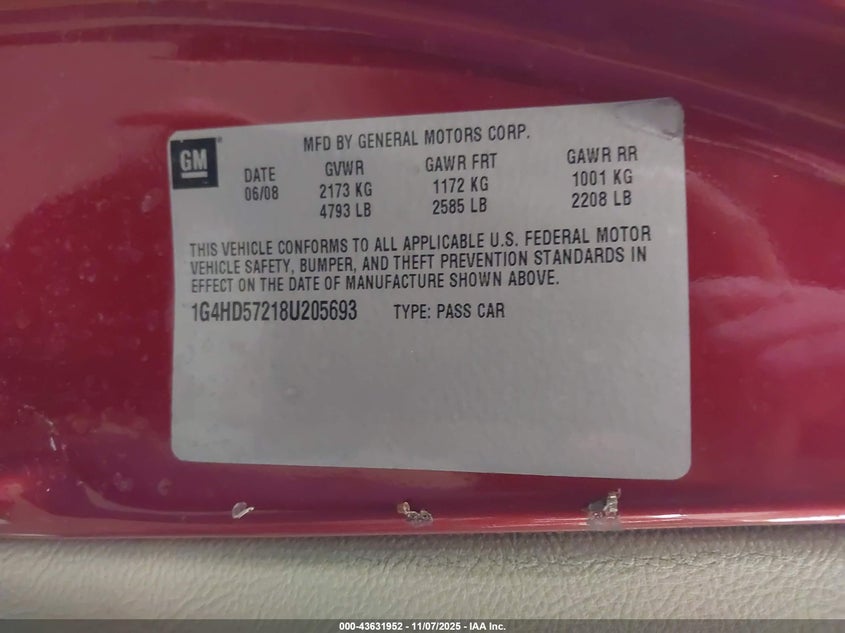 GM
MFD BY GENERAL MOTORS CORP.
DATE GVWR GAWR FRT GAWR RR
06/08 2173 KG 1172 KG 1001 KG
4793 LB 2585 LB 2208 LB
THIS VEHICLE CONFORMS TO ALL APPLICABLE U.S. FEDERAL MOTOR
VEHICLE SAFETY, BUMPER, AND THEFT PREVENTION STANDARDS IN
EFFECT ON THE DATE OF MANUFACTURE SHOWN ABOVE.
1G4HD57218U205693 TYPE: PASS CAR
000-43631952 - 11/07/2025 - IAA Inc.